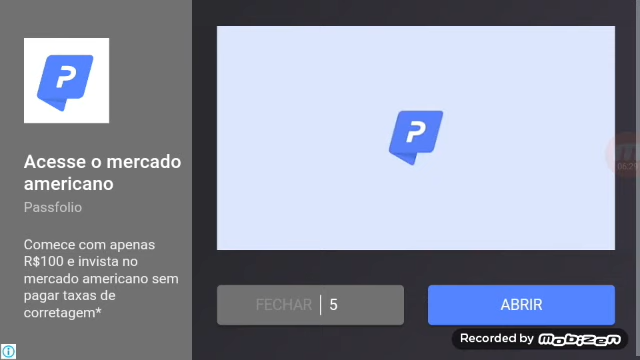 Acesse o mercado
americano
Passfolio
Comece com apenas
R$100 e invista no
mercado americano sem
pagar taxas de
corretagem*
P
P
FECHAR | 5
ABRIR
Recorded by mobizen